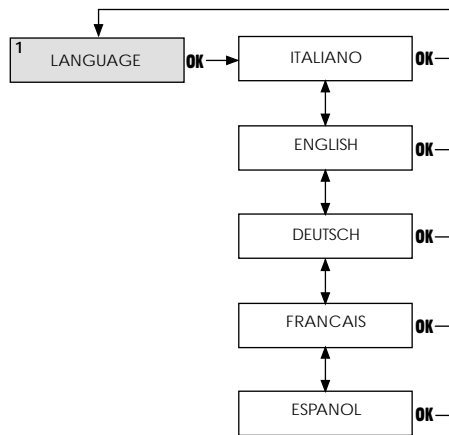 1
LANGUAGE OK ITALIANO OK
ENGLISH OK
DEUTSCH OK
FRANCAIS OK
ESPANOL OK